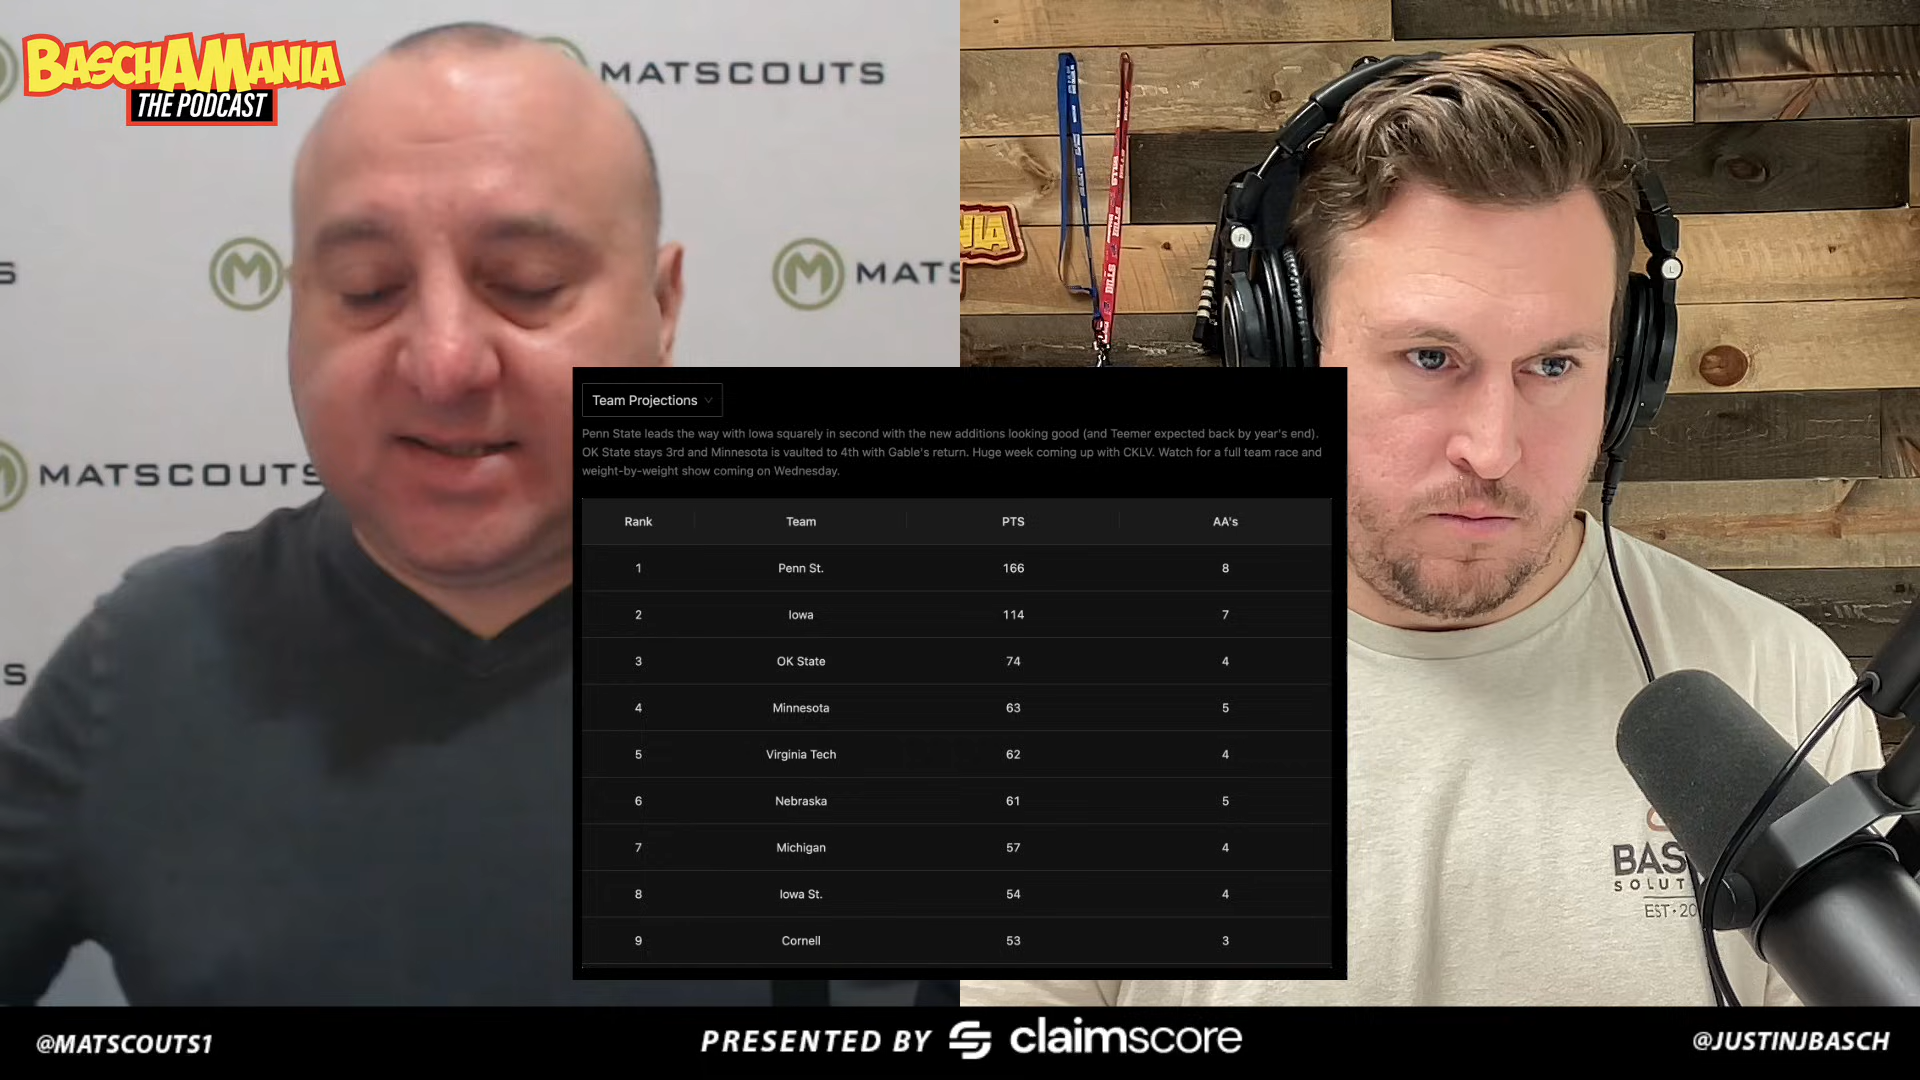 BASCHAMANIA
THE PODCAST
MATSCOUTS
MATS
MATSCOUTS
S
S
BILLS
BAS
SOLUT
EST·20
Team Projections
Penn State leads the way with Iowa squarely in second with the new additions looking good (and Teemer expected back by year's end).
OK State stays 3rd and Minnesota is vaulted to 4th with Gable's return. Huge week coming up with CKLV. Watch for a full team race and
weight-by-weight show coming on Wednesday.
Rank Team PTS AA's
1 Penn St. 166 8
2 Iowa 114 7
3 OK State 74 4
4 Minnesota 63 5
5 Virginia Tech 62 4
6 Nebraska 61 5
7 Michigan 57 4
8 Iowa St. 54 4
9 Cornell 53 3
@MATSCOUTS1
PRESENTED BY claimscore
@JUSTINJBASCH